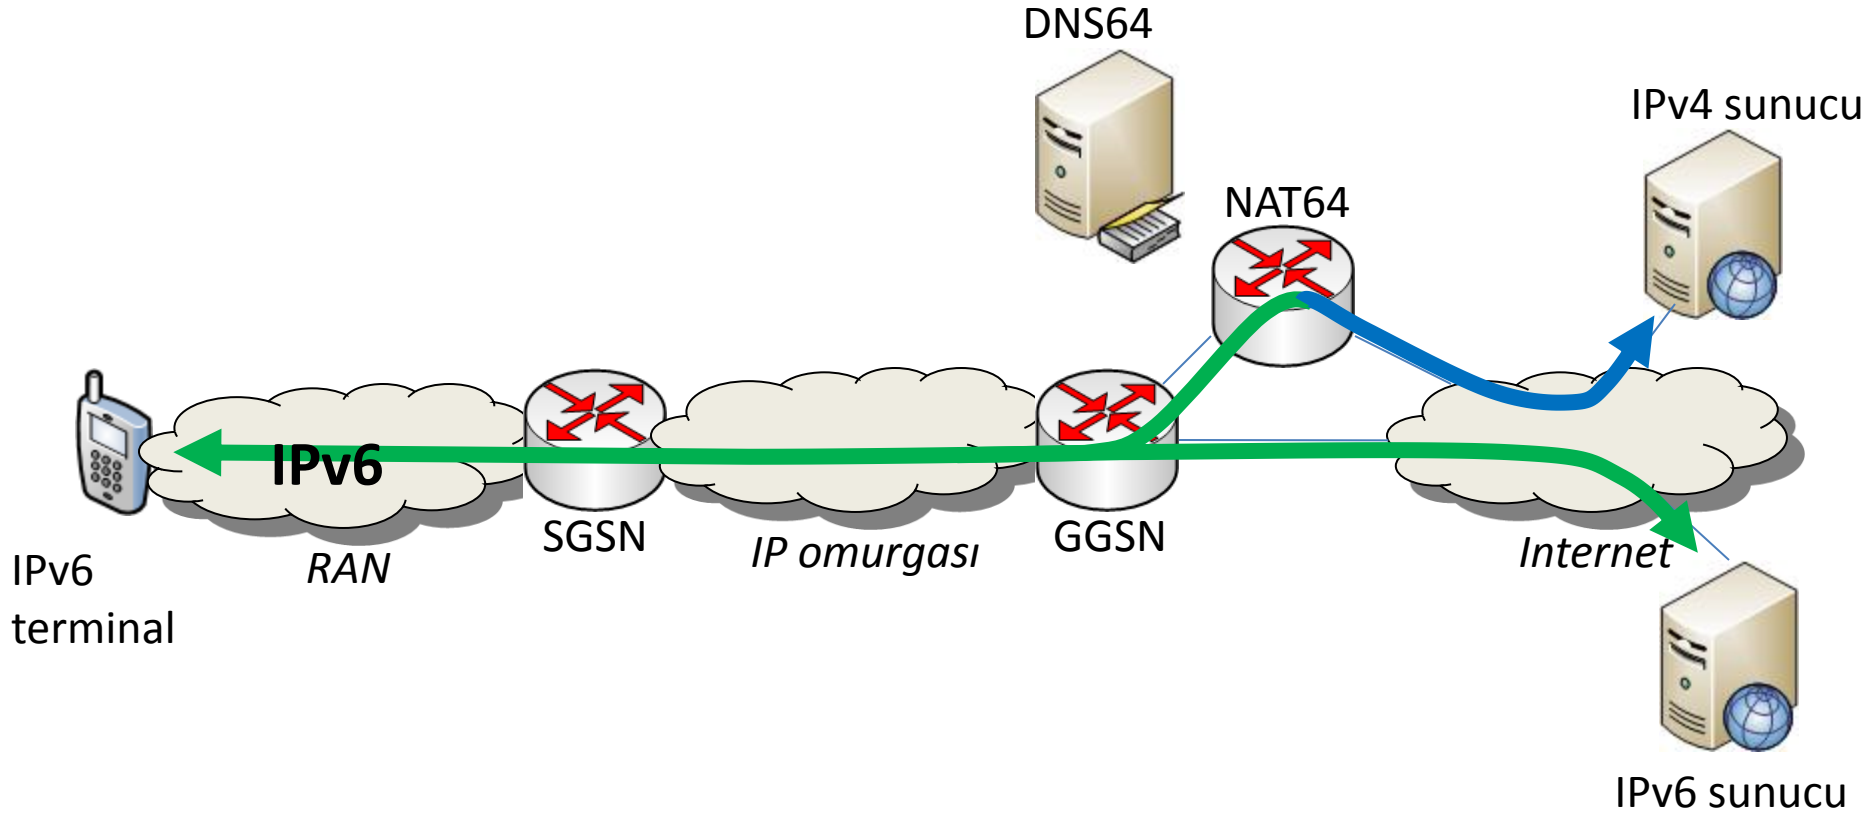 DNS64
IPv4 sunucu
NAT64
IPv6
SGSN
GGSN
RAN
IP omurgası
Internet
IPv6
terminal
IPv6 sunucu